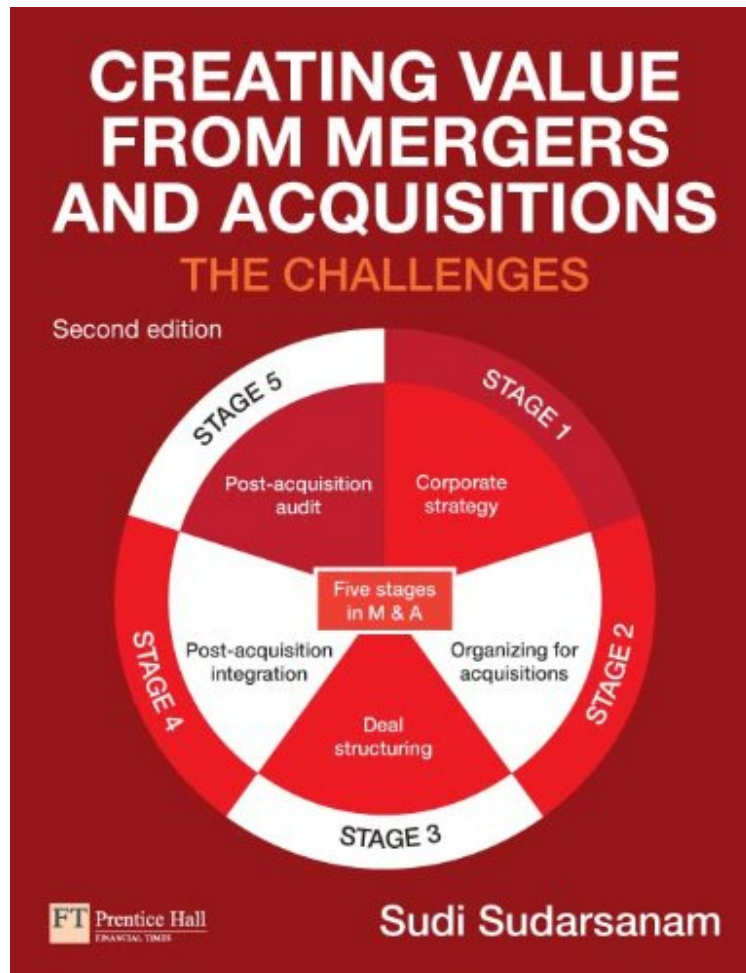 CREATING VALUE
FROM MERGERS
AND ACQUISITIONS
THE CHALLENGES
Second edition
STAGE 1
Corporate
strategy
STAGE 2
Organizing for
acquisitions
STAGE 3
Deal
structuring
STAGE 4
Post-acquisition
integration
STAGE 5
Post-acquisition
audit
Five stages
in M & A
FT Prentice Hall
FINANCIAL TIMES
Sudi Sudarsanam